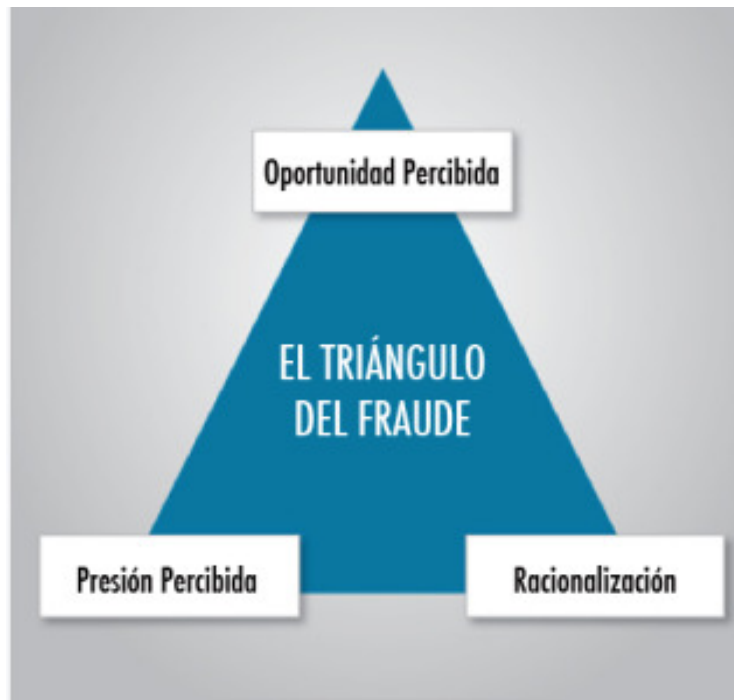 Oportunidad Percibida
EL TRIÁNGULO
DEL FRAUDE
Presión Percibida
Racionalización